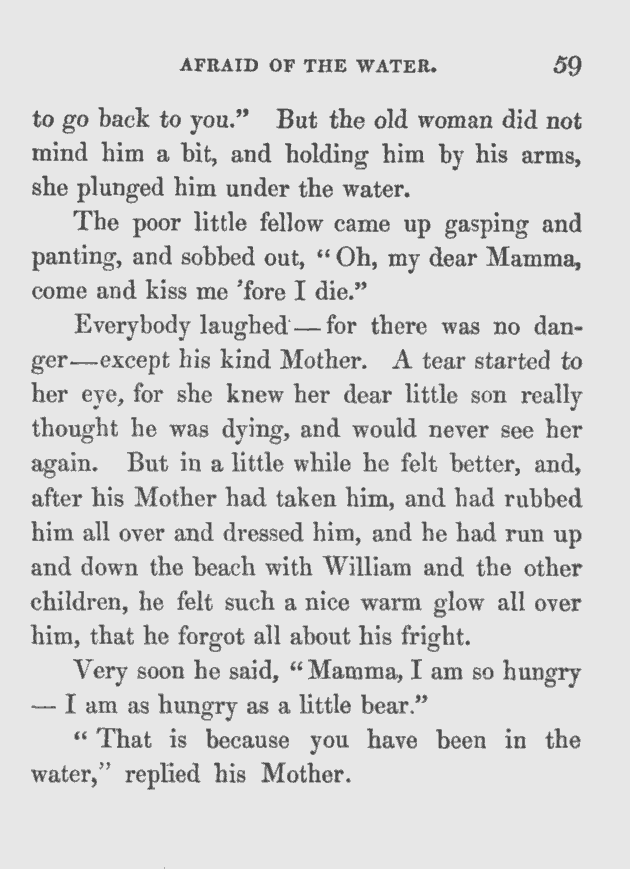 AFRAID OF THE WATER. 59
to go back to you.” But the old woman did not
mind him a bit, and holding him by his arms,
she plunged him under the water.
The poor little fellow came up gasping and
panting, and sobbed out, “Oh, my dear Mamma,
come and kiss me ’fore I die.”
Everybody laughed—for there was no dan-
ger—except his kind Mother. A tear started to
her eye, for she knew her dear little son really
thought he was dying, and would never see her
again. But in a little while he felt better, and,
after his Mother had taken him, and had rubbed
him all over and dressed him, and he had run up
and down the beach with William and the other
children, he felt such a nice warm glow all over
him, that he forgot all about his fright.
Very soon he said, “Mamma, I am so hungry
— I am as hungry as a little bear.”
“That is because you have been in the
water,” replied his Mother.